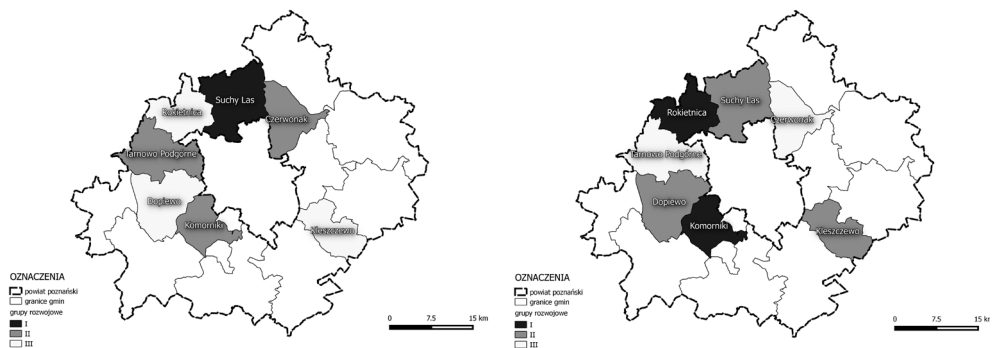 Suchy Las
Rokietnica
Czerwonak
Tarnowo Podgórne
Dopiewo
Komorniki
Kleszczewo
OZNACZENIA
powiat poznański
granice gmin
grupy rozwojowe
I
II
III
0 7.5 15 km
Suchy Las
Rokietnica
Czerwonak
Tarnowo Podgórne
Dopiewo
Komorniki
Kleszczewo
OZNACZENIA
powiat poznański
granice gmin
grupy rozwojowe
I
II
III
0 7.5 15 km